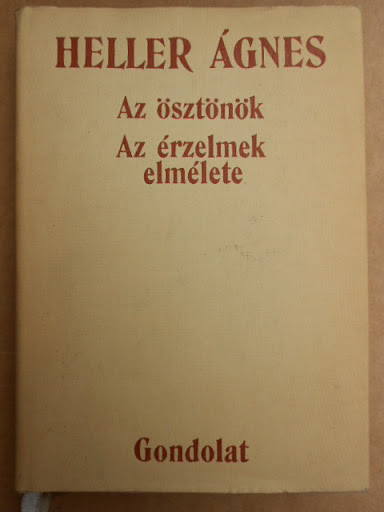 HELLER ÁGNES
Az ösztönök
Az érzelmek
elmélete
Gondolat